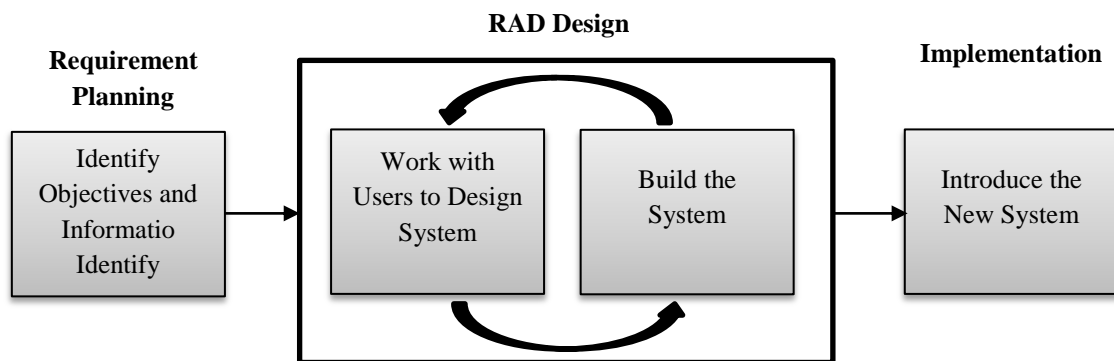 RAD Design
Requirement
Planning
Implementation
Identify
Objectives and
Informatio
Identify
Work with
Users to Design
System
Build the
System
Introduce the
New System